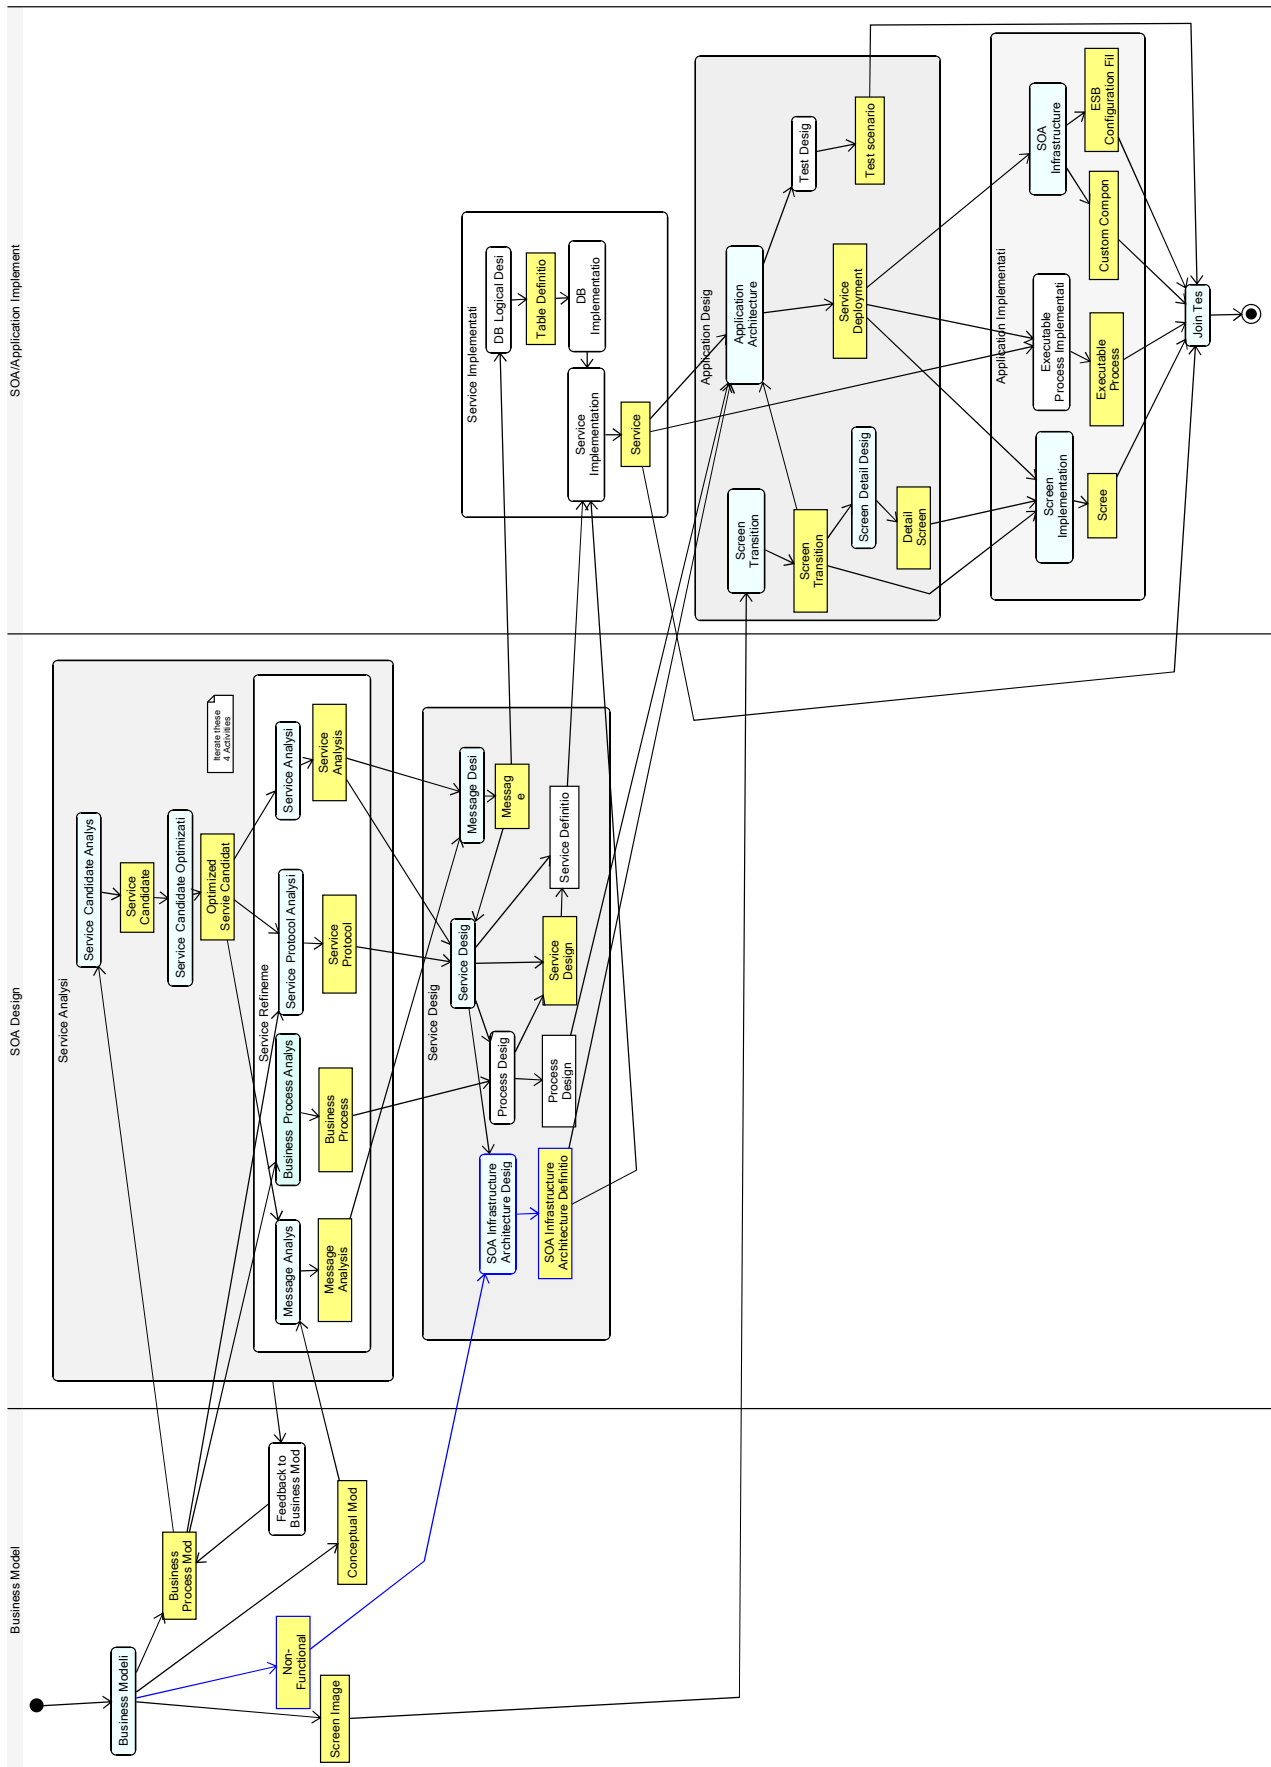 Business Model
SOA Design
SOA/Application Implement
Business Modeli
Business
Process Mod
Non-
Functional
Screen Image
Feedback to
Business Mod
Conceptual Mod
Service Analysi
Service Candidate Analys
Service
Candidate
Service Candidate Optimizati
Optimized
Servie Candidat
Iterate these
4 Activities
Service Refineme
Message Analys
Message
Analysis
Business Process Analys
Business
Process
Service Protocol Analysi
Service
Protocol
Service Analysi
Service
Analysis
Service Desig
Message Desi
Messag
e
Service Desig
Service
Design
Service Definitio
Process Desig
Process
Design
SOA Infrastructure
Architecture Desig
SOA Infrastructure
Architecture Definitio
Service Implementati
DB Logical Desi
Table Definitio
DB
Implementatio
Service
Implementation
Service
Application Desig
Screen
Transition
Screen
Transition
Screen Detail Desig
Detail
Screen
Application
Architecture
Service
Deployment
Test Desig
Test scenario
Application Implementati
Screen
Implementation
Scree
Executable
Process Implementati
Executable
Process
SOA
Infrastructure
Custom Compon
ESB
Configuration Fil
Join Tes